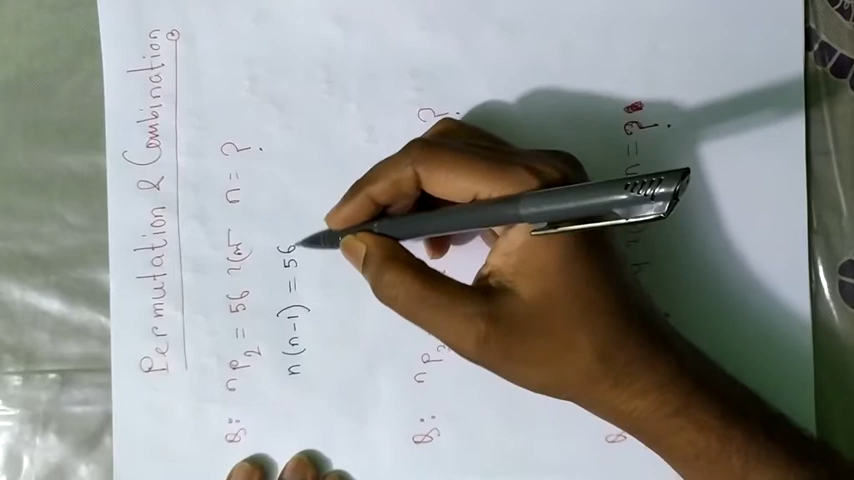 Permutation & Combination
Q: nP2 = 56 হলে n = ?
n(n-1) = 56
Q: nP
?
Q
n = ?